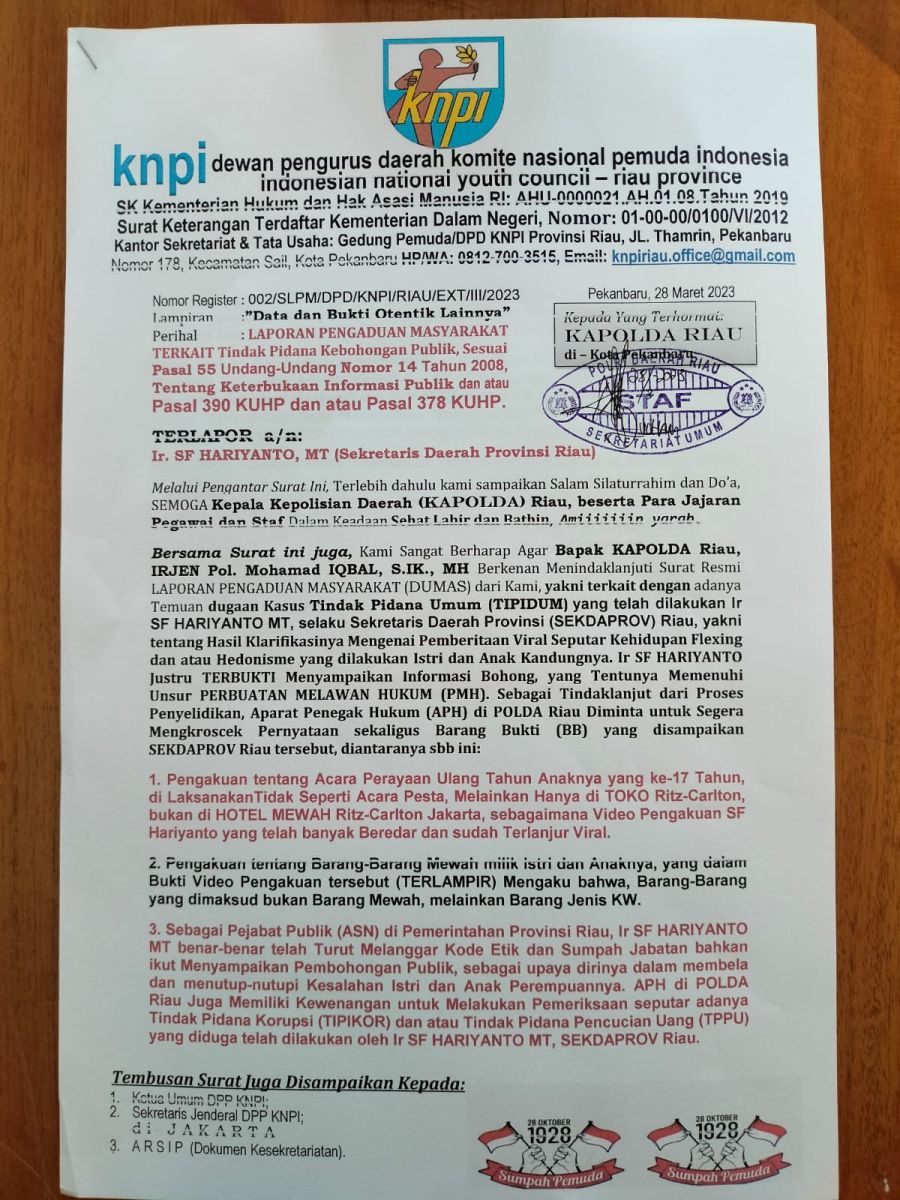 knpi
knpi dewan pengurus daerah komite nasional pemuda indonesia
indonesian national youth council – riau province
SK Kementerian Hukum dan Hak Asasi Manusia RI: AHU-0000021.AH.01.08.Tahun 2019
Surat Keterangan Terdaftar Kementerian Dalam Negeri, Nomor: 01-00-00/0100/VI/2012
Kantor Sekretariat & Tata Usaha: Gedung Pemuda/DPD KNPI Provinsi Riau, JL. Thamrin, Pekanbaru
Nomor 178, Kecamatan Sail, Kota Pekanbaru HP/WA: 0812-700-3515, Email: knpiriau.office@gmail.com
Nomor Register : 002/SLPM/DPD/KNPI/RIAU/EXT/III/2023
Lampiran :"Data dan Bukti Otentik Lainnya"
Perihal : LAPORAN PENGADUAN MASYARAKAT
TERKAIT Tindak Pidana Kebohongan Publik, Sesuai
Pasal 55 Undang-Undang Nomor 14 Tahun 2008,
Tentang Keterbukaan Informasi Publik dan atau
Pasal 390 KUHP dan atau Pasal 378 KUHP.
Pekanbaru, 28 Maret 2023
Kepada Yang Terhormat:
KAPOLDA RIAU
di – Kota Pekanbaru
DAERAH RIAU
STAF
SEKRETARIAT UMUM
TERLAPOR a/n:
Ir. SF HARIYANTO, MT (Sekretaris Daerah Provinsi Riau)
Melalui Pengantar Surat Ini, Terlebih dahulu kami sampaikan Salam Silaturrahim dan Do'a,
SEMOGA Kepala Kepolisian Daerah (KAPOLDA) Riau, beserta Para Jajaran
Pegawai dan Staf Dalam Keadaan Sehat Lahir dan Bathin, Amiiiiiiin yarab.
Bersama Surat ini juga, Kami Sangat Berharap Agar Bapak KAPOLDA Riau,
IRJEN Pol. Mohamad IQBAL, S.IK., MH Berkenan Menindaklanjuti Surat Resmi
LAPORAN PENGADUAN MASYARAKAT (DUMAS) dari Kami, yakni terkait dengan adanya
Temuan dugaan Kasus Tindak Pidana Umum (TIPIDUM) yang telah dilakukan Ir
SF HARIYANTO MT, selaku Sekretaris Daerah Provinsi (SEKDAPROV) Riau, yakni
tentang Hasil Klarifikasinya Mengenai Pemberitaan Viral Seputar Kehidupan Flexing
dan atau Hedonisme yang dilakukan Istri dan Anak Kandungnya. Ir SF HARIYANTO
Justru TERBUKTI Menyampaikan Informasi Bohong, yang Tentunya Memenuhi
Unsur PERBUATAN MELAWAN HUKUM (PMH). Sebagai Tindaklanjut dari Proses
Penyelidikan, Aparat Penegak Hukum (APH) di POLDA Riau Diminta untuk Segera
Mengkroscek Pernyataan sekaligus Barang Bukti (BB) yang disampaikan
SEKDAPROV Riau tersebut, diantaranya sbb ini:
1. Pengakuan tentang Acara Perayaan Ulang Tahun Anaknya yang ke-17 Tahun,
di LaksanakanTidak Seperti Acara Pesta, Melainkan Hanya di TOKO Ritz-Carlton,
bukan di HOTEL MEWAH Ritz-Carlton Jakarta, sebagaimana Video Pengakuan SF
Hariyanto yang telah banyak Beredar dan sudah Terlanjur Viral.
2. Pengakuan tentang Barang-Barang Mewah milik Istri dan Anaknya, yang dalam
Bukti Video Pengakuan tersebut (TERLAMPIR) Mengaku bahwa, Barang-Barang
yang dimaksud bukan Barang Mewah, melainkan Barang Jenis KW.
3. Sebagai Pejabat Publik (ASN) di Pemerintahan Provinsi Riau, Ir SF HARIYANTO
MT benar-benar telah Turut Melanggar Kode Etik dan Sumpah Jabatan bahkan
ikut Menyampaikan Pembohongan Publik, sebagai upaya dirinya dalam membela
dan menutup-nutupi Kesalahan Istri dan Anak Perempuannya. APH di POLDA
Riau Juga Memiliki Kewenangan untuk Melakukan Pemeriksaan seputar adanya
Tindak Pidana Korupsi (TIPIKOR) dan atau Tindak Pidana Pencucian Uang (TPPU)
yang diduga telah dilakukan oleh Ir SF HARIYANTO MT, SEKDAPROV Riau.
Tembusan Surat Juga Disampaikan Kepada:
1. Ketua Umum DPP KNPI;
2. Sekretaris Jenderal DPP KNPI;
di- JAKARTA
3. ARSIP (Dokumen Kesekretariatan).
28 OKTOBER
1928
Sumpah Pemuda
28 OKTOBER
1928
Sumpah Pemuda